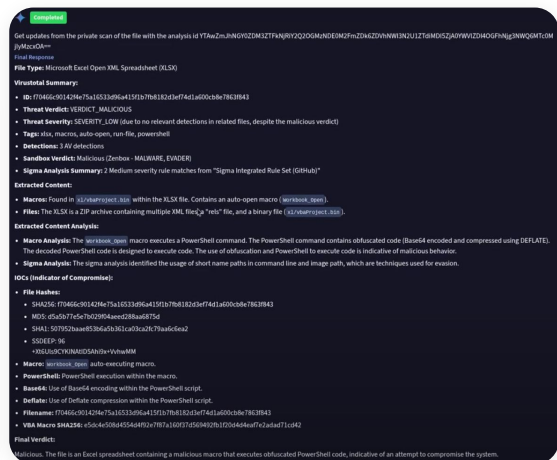 Completed
Get updates from the private scan of the file with the analysis id
Final Response
File Type: Microsoft Excel Open XML Spreadsheet (XLSX)
Virustotal Summary:
• ID: f70466c90142f4e75a16533d96a415f1b7fb8182d3ef74d1a600cb8e7863f843
• Threat Verdict: VERDICT_MALICIOUS
• Threat Severity: SEVERITY_LOW (due to no relevant detections in related files, despite the malicious verdict)
• Tags: xlsx, macros, auto-open, run-file, powershell
• Detections: 3 AV detections
• Sandbox Verdict: Malicious (Zenbox - MALWARE, EVADER)
• Sigma Analysis Summary: 2 Medium severity rule matches from "Sigma Integrated Rule Set (GitHub)"
Extracted Content:
• Macros: Found in xl/vbaProject.bin within the XLSX file. Contains an auto-open macro (Workbook_Open).
• Files: The XLSX is a ZIP archive containing multiple XML files, a "rels" file, and a binary file (xl/vbaProject.bin).
Extracted Content Analysis:
• Macro Analysis: The Workbook_Open macro executes a PowerShell command. The PowerShell command contains obfuscated code (Base64 encoded and compressed using DEFLATE).
The decoded PowerShell code is designed to execute code. The use of obfuscation and PowerShell to execute code is indicative of malicious behavior.
• Sigma Analysis: The sigma analysis identified the usage of short name paths in command line and image path, which are techniques used for evasion.
IOCs (Indicator of Compromise):
• File Hashes:
• SHA256: f70466c90142f4e75a16533d96a415f1b7fb8182d3ef74d1a600cb8e7863f843
• MD5: d5a5b77e5e7b029f04aeed288aa6875d
• SHA1: 507952baae853b6a5b361ca03ca2fc79aa6c6ea2
• SSDEEP: 96
• Macro: Workbook_Open auto-executing macro.
• PowerShell: PowerShell execution within the macro.
• Base64: Use of Base64 encoding within the PowerShell script.
• Deflate: Use of Deflate compression within the PowerShell script.
• Filename: f70466c90142f4e75a16533d96a415f1b7fb8182d3ef74d1a600cb8e7863f843
• VBA Macro SHA256:
Final Verdict:
Malicious. The file is an Excel spreadsheet containing a malicious macro that executes obfuscated PowerShell code, indicative of an attempt to compromise the system.